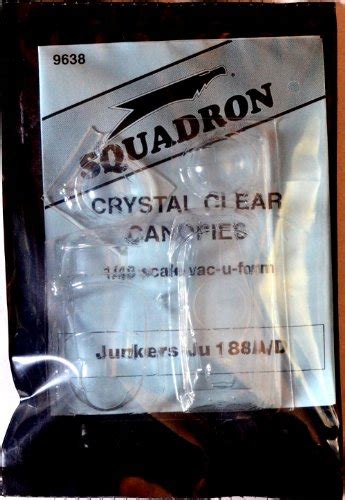 9638
SQUADRON
CRYSTAL CLEAR
CANOPIES
1/48 scale vac-u-form
Junkers Ju 188A/D